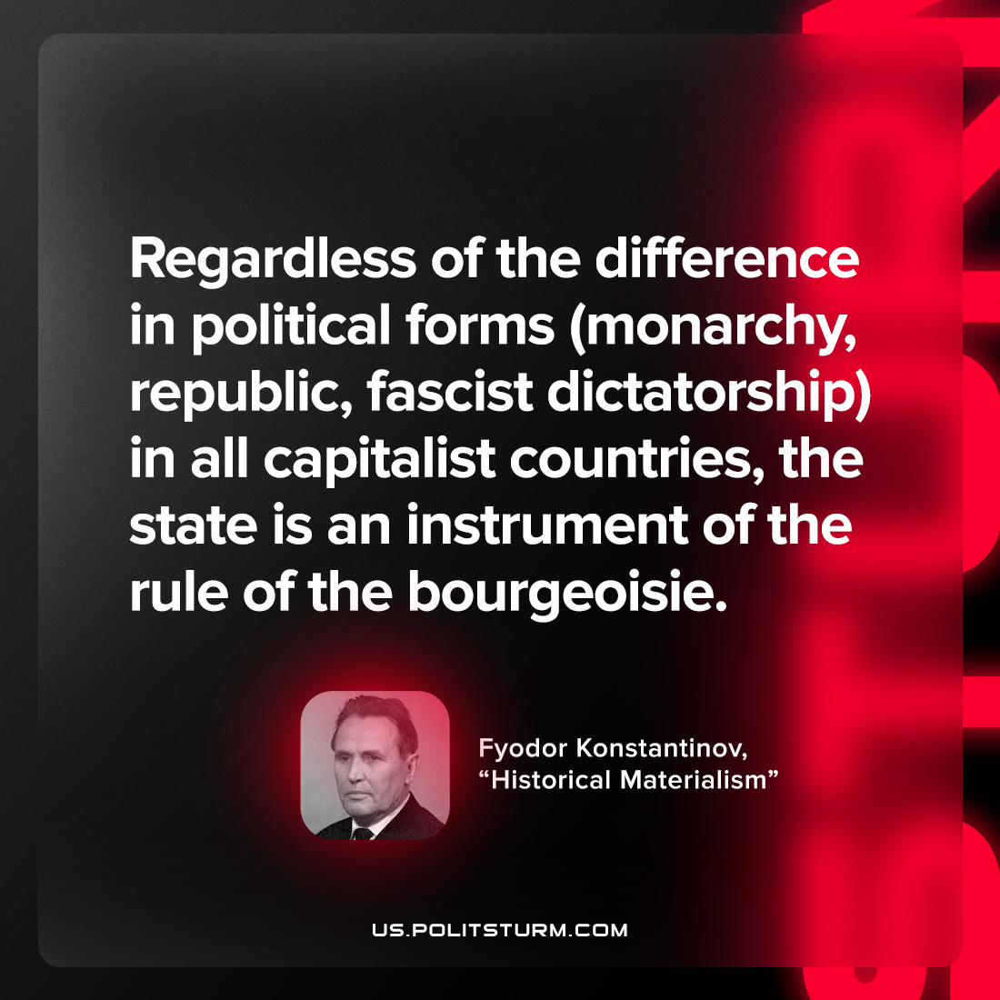 Regardless of the difference
in political forms (monarchy,
republic, fascist dictatorship)
in all capitalist countries, the
state is an instrument of the
rule of the bourgeoisie.
Fyodor Konstantinov,
“Historical Materialism”
US.POLITSTURM.COM